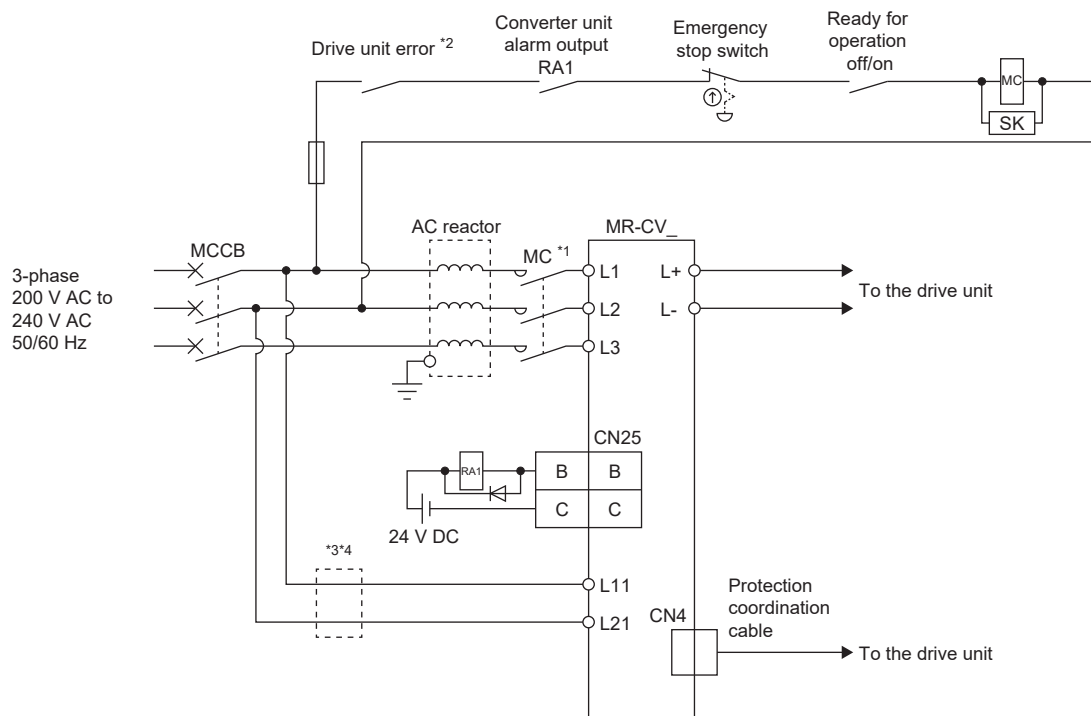 Drive unit error *2
Converter unit
alarm output
RA1
Emergency
stop switch
Ready for
operation
off/on
MC
SK
AC reactor
MR-CV_
MCCB
MC *1
3-phase
200 V AC to
240 V AC
50/60 Hz
L1
L+
L2
L-
L3
To the drive unit
CN25
RA1
B
B
C
C
24 V DC
*3*4
L11
L21
CN4
Protection
coordination
cable
To the drive unit